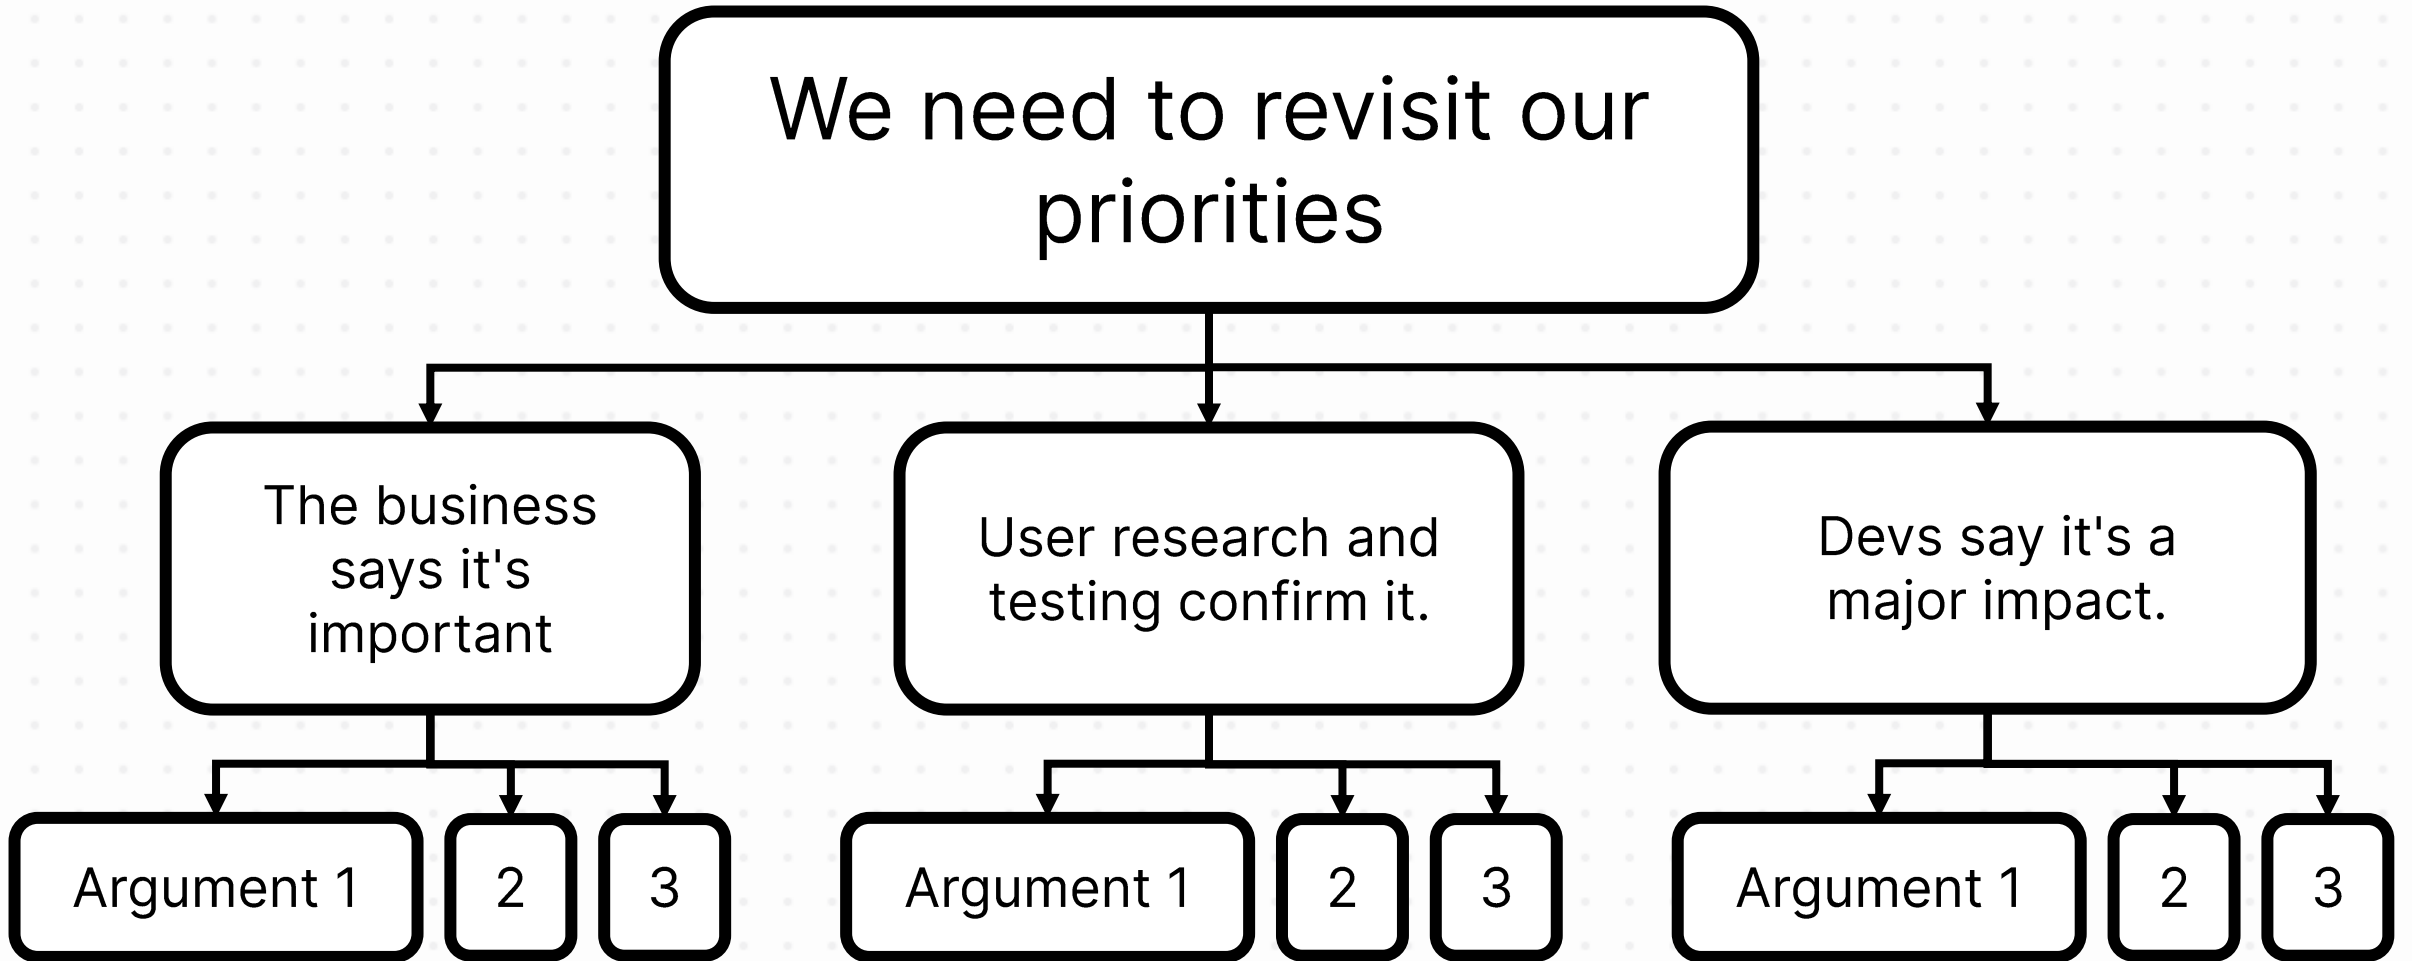 We need to revisit our
priorities
The business
says it's
important
User research and
testing confirm it.
Devs say it's a
major impact.
Argument 1
2
3
Argument 1
2
3
Argument 1
2
3